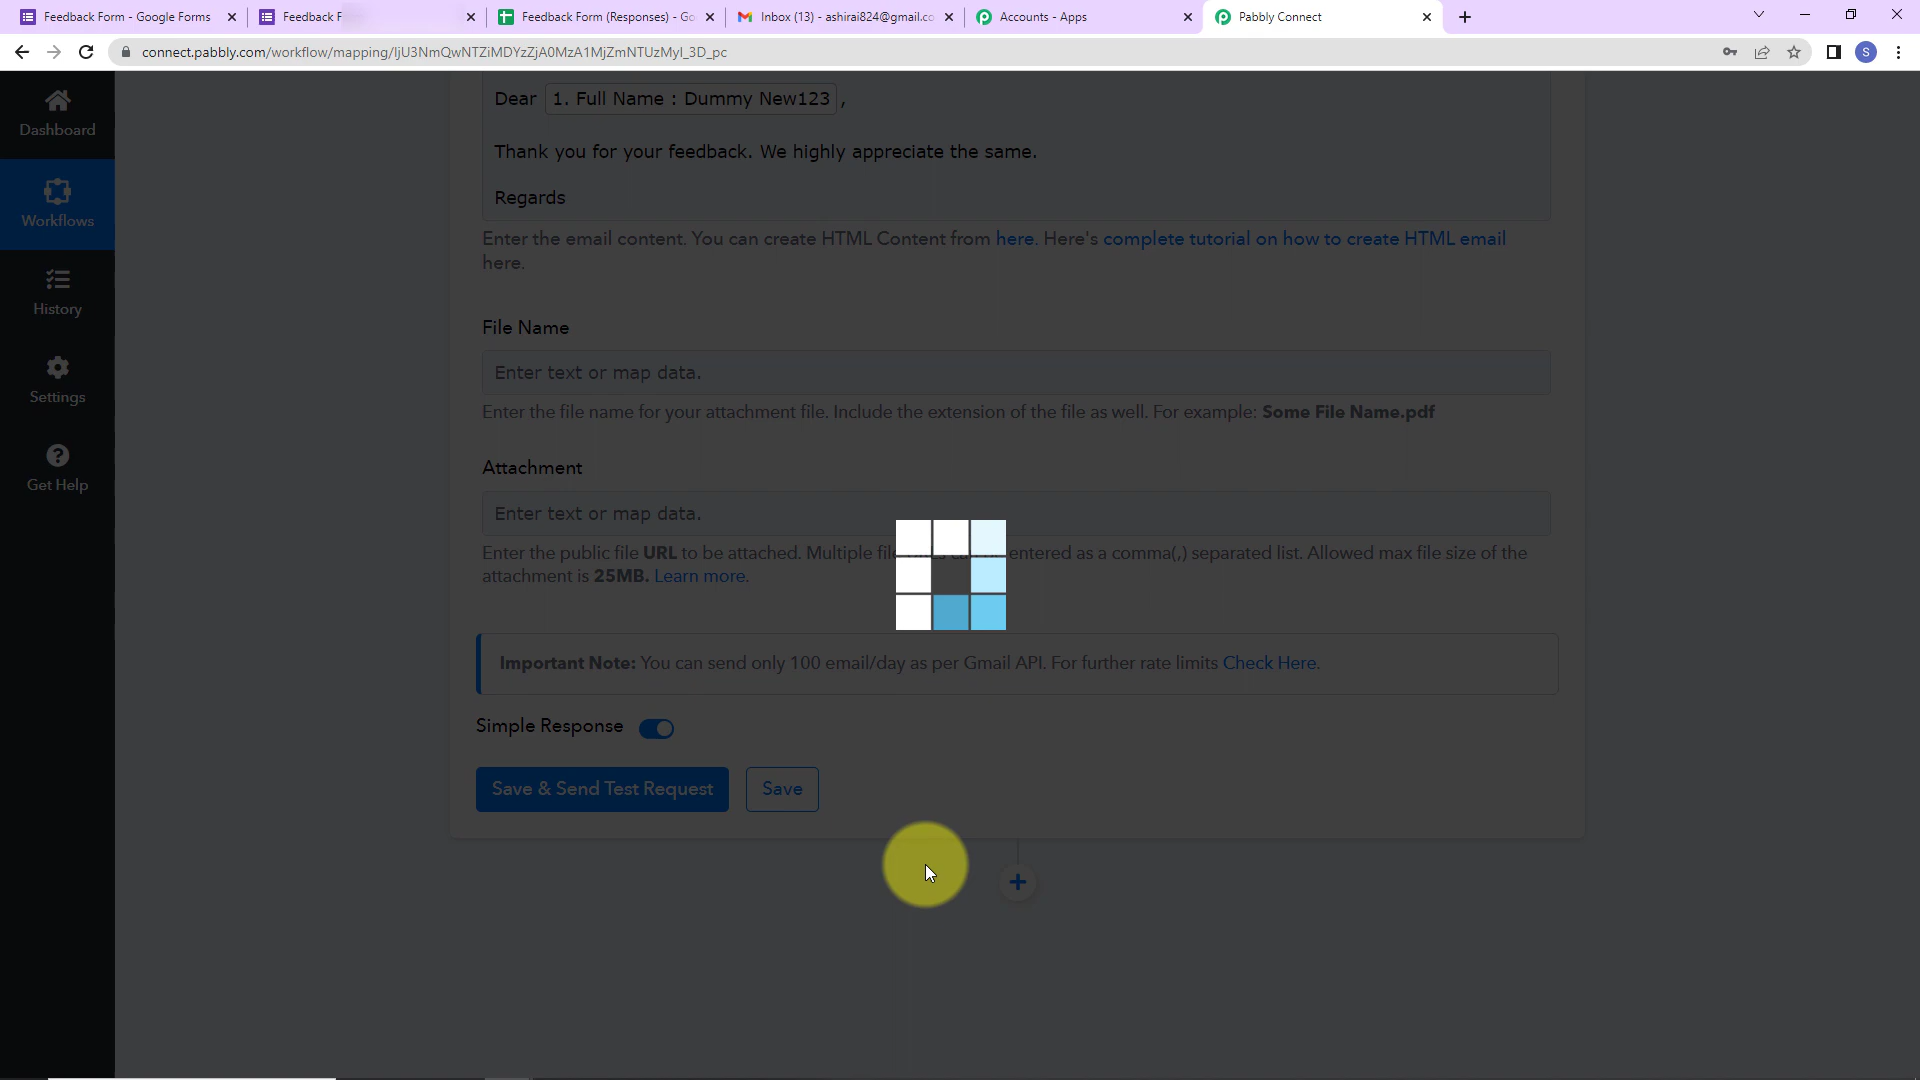 Feedback Form - Google Forms
Feedback F
Feedback Form (Responses) - Go
Inbox (13) - ashirai824@gmail.co
Accounts - Apps
Pabbly Connect
connect.pabbly.com/workflow/mapping/IjU3NmQwNTZiMDYzZjA0MzA1MjZmNTUzMyI_3D_pc
S
Dashboard
Workflows
History
Settings
Get Help
Dear 1. Full Name : Dummy New123 ,
Thank you for your feedback. We highly appreciate the same.
Regards
Enter the email content. You can create HTML Content from here. Here's complete tutorial on how to create HTML email
here.
File Name
Enter text or map data.
Enter the file name for your attachment file. Include the extension of the file as well. For example: Some File Name.pdf
Attachment
Enter text or map data.
Enter the public file URL to be attached. Multiple entered as a comma(,) separated list. Allowed max file size of the
attachment is 25MB. Learn more.
Important Note: You can send only 100 email/day as per Gmail API. For further rate limits Check Here.
Simple Response
Save & Send Test Request
Save